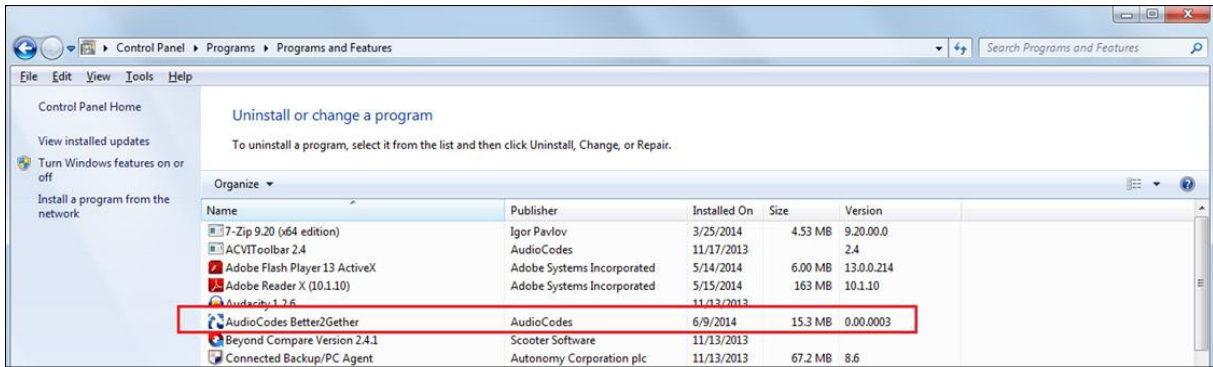 Control Panel Programs Programs and Features Search Programs and Features
File Edit View Tools Help
Control Panel Home
View installed updates
Turn Windows features on or
off
Install a program from the
network
Uninstall or change a program
To uninstall a program, select it from the list and then click Uninstall, Change, or Repair.
Organize
Name Publisher Installed On Size Version
7-Zip 9.20 (x64 edition) Igor Pavlov 3/25/2014 4.53 MB 9.20.00.0
ACVIToolbar 2.4 AudioCodes 11/17/2013 2.4
Adobe Flash Player 13 ActiveX Adobe Systems Incorporated 5/14/2014 6.00 MB 13.0.0.214
Adobe Reader X (10.1.10) Adobe Systems Incorporated 5/15/2014 163 MB 10.1.10
Audacity 1.2.6 11/13/2013
AudioCodes Better2Gether AudioCodes 6/9/2014 15.3 MB 0.00.0003
Beyond Compare Version 2.4.1 Scooter Software 11/13/2013
Connected Backup/PC Agent Autonomy Corporation plc 11/13/2013 67.2 MB 8.6